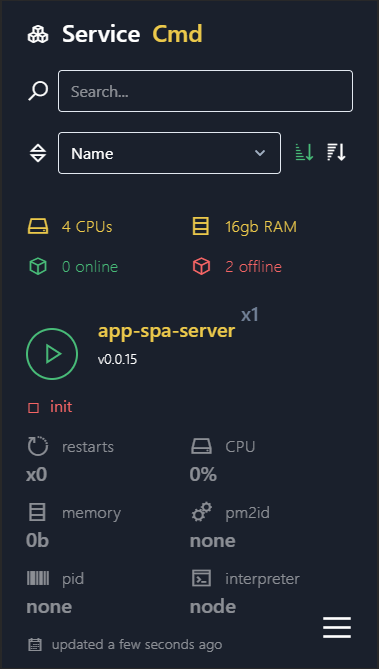 Service Cmd
Search...
Name
4 CPUs 16gb RAM
0 online 2 offline
app-spa-server x1
v0.0.15
init
restarts CPU
x0 0%
memory pm2id
0b none
pid interpreter
none node
updated a few seconds ago